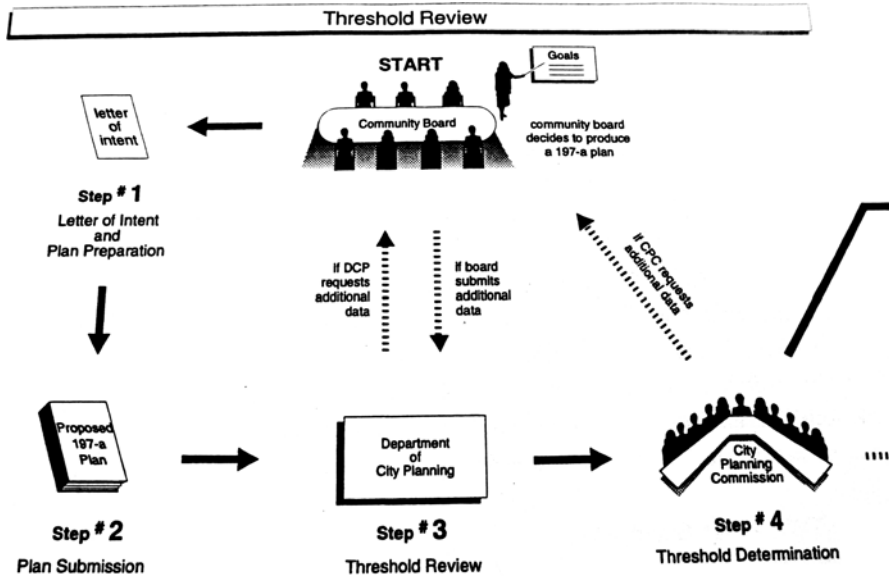 Threshold Review
START
Goals
letter
of
intent
Community Board
community board
decides to produce
a 197-a plan
Step #1
Letter of Intent
and
Plan Preparation
If DCP
requests
additional
data
If board
submits
additional
data
if CPC requests
additional data
Proposed
197-a
Plan
Department
of
City Planning
City
Planning
Commission
Step #2
Plan Submission
Step #3
Threshold Review
Step #4
Threshold Determination